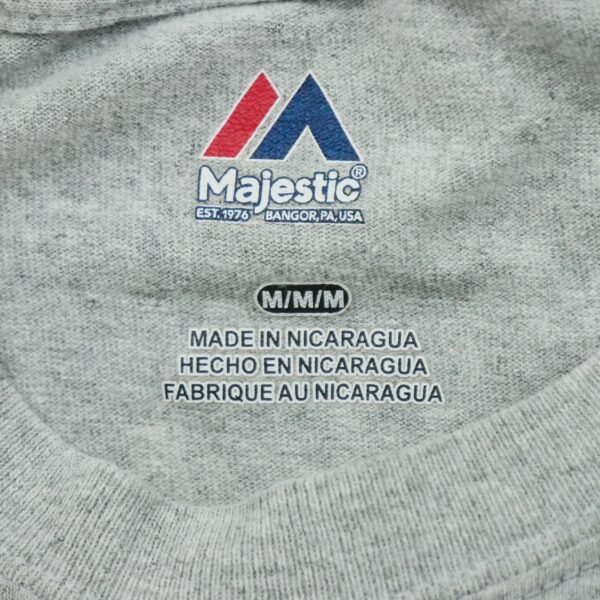 Majestic®
EST. 1976 BANGOR, PA, USA
M/M/M
MADE IN NICARAGUA
HECHO EN NICARAGUA
FABRIQUE AU NICARAGUA